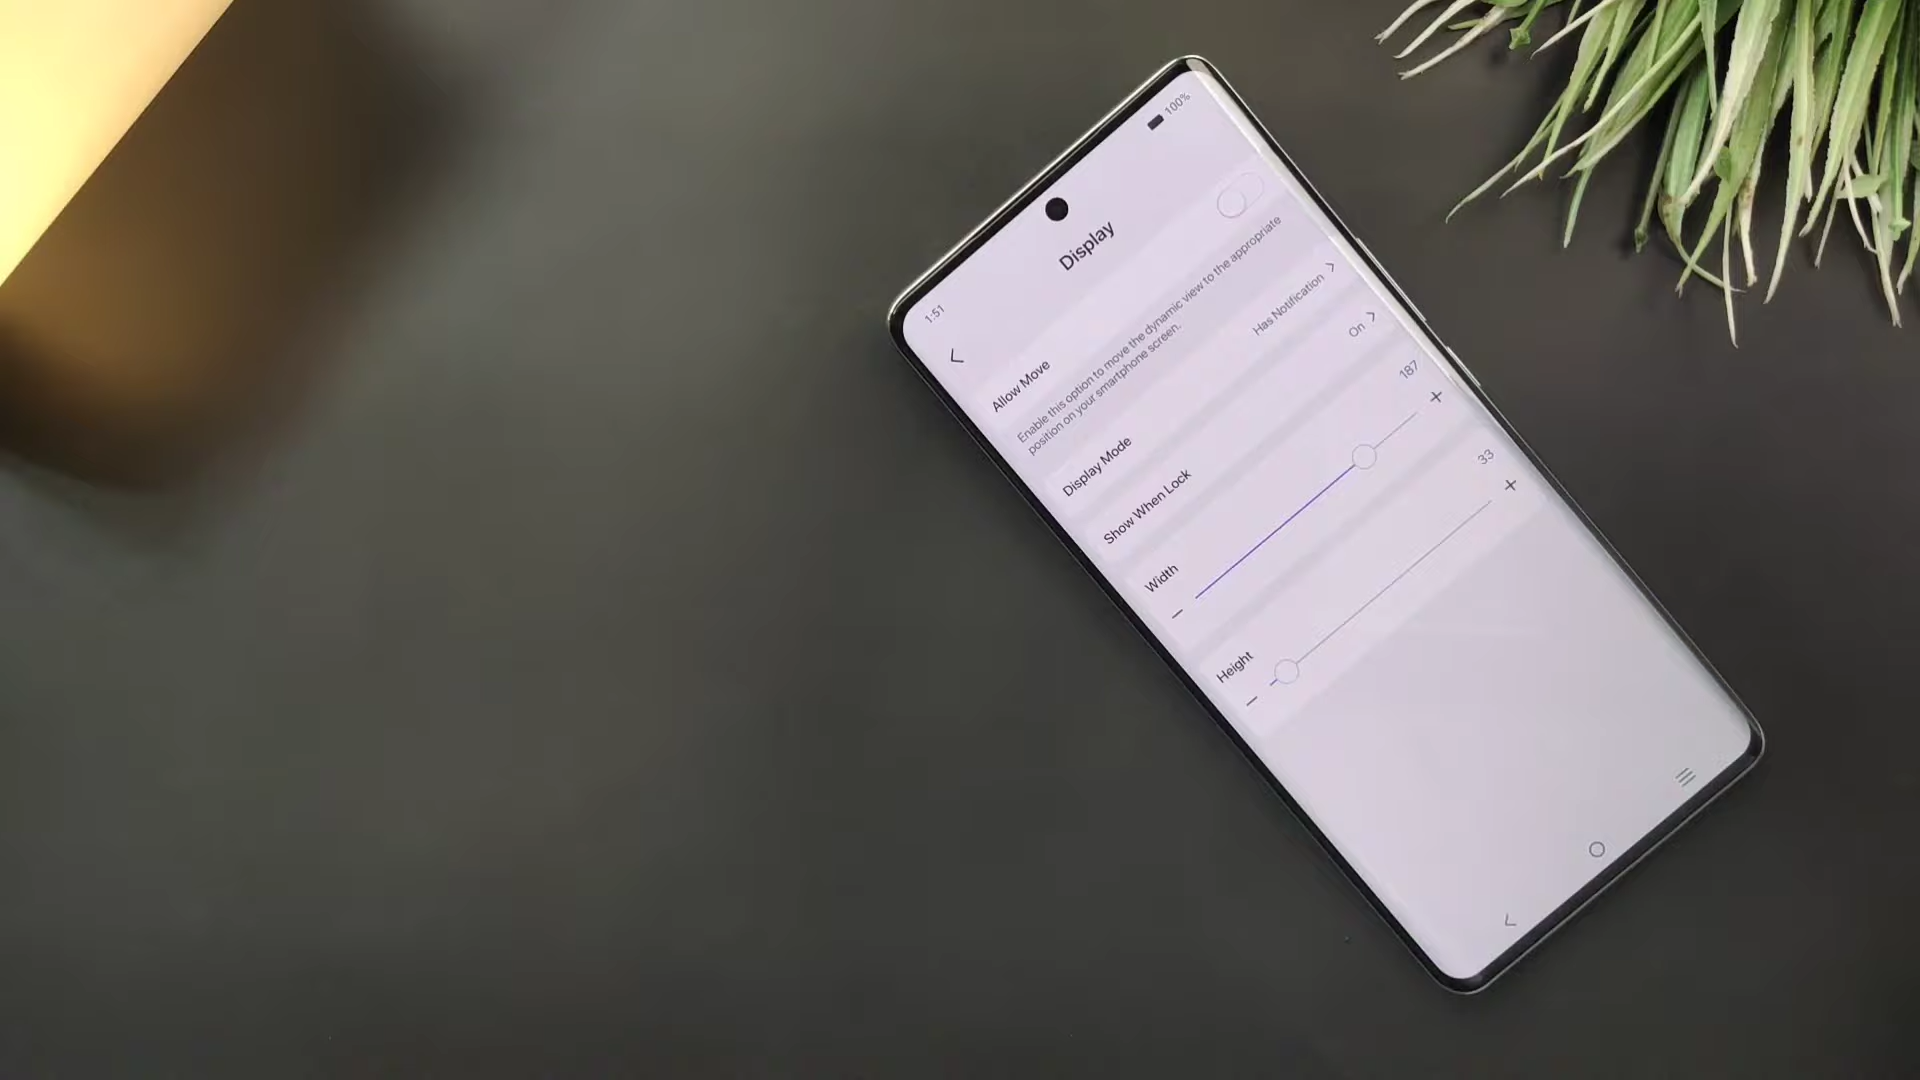 1:51
100%
Display
Allow Move
Enable this option to move the dynamic view to the appropriate
position on your smartphone screen.
Display Mode
Has Notification
Show When Lock
On
Width
187
Height
33